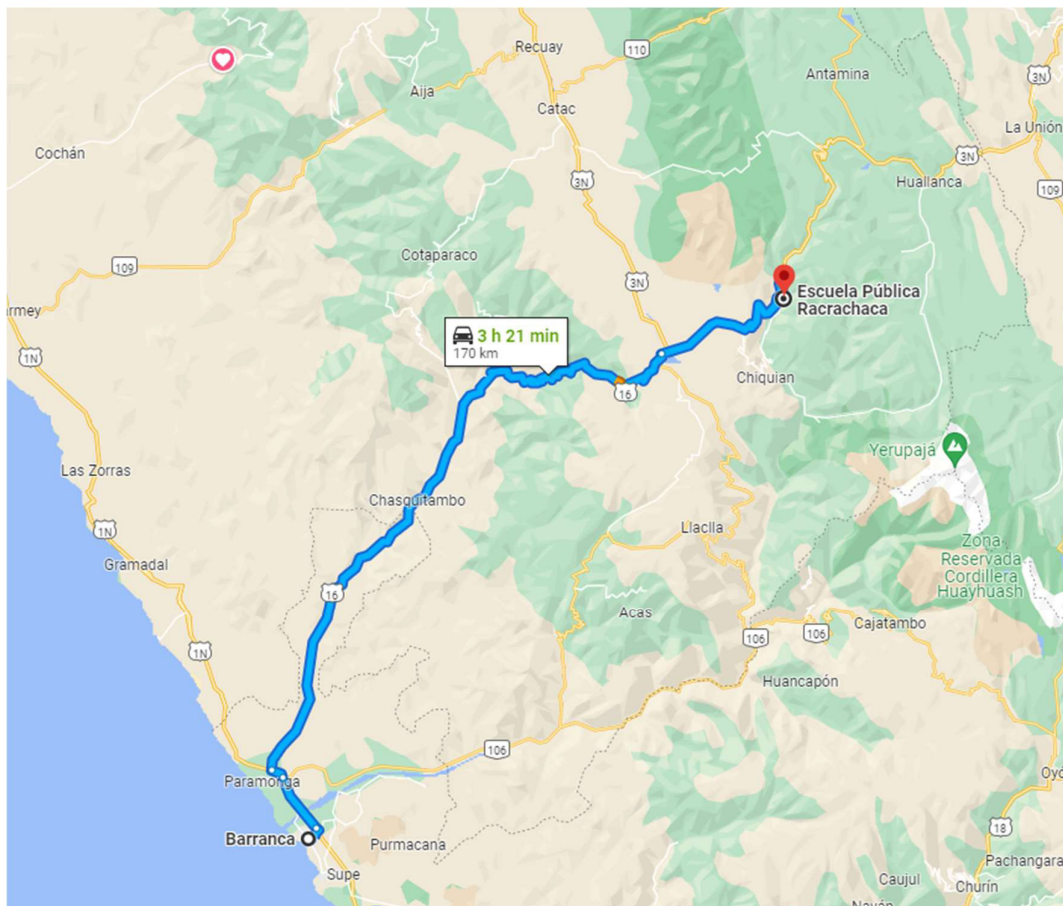 Recuay
110
Antamina
3N
Aija
Catac
La Unión
Cochán
3N
3N
Huallanca
109
Cotaparaco
109
3N
Escuela Pública
Racrachaca
armey
3 h 21 min
170 km
1N
Chiquian
16
Yerupajá
Las Zorras
Chasquitambo
1N
Llaclla
Zona
Reservada
Cordillera
Huayhuash
Gramadal
16
Acas
106
106
Cajatambo
1N
Huancapón
106
Paramonga
Oyó
18
Barranca
Purmacana
Supe
Pachangara
Caujul
Churín
Naván